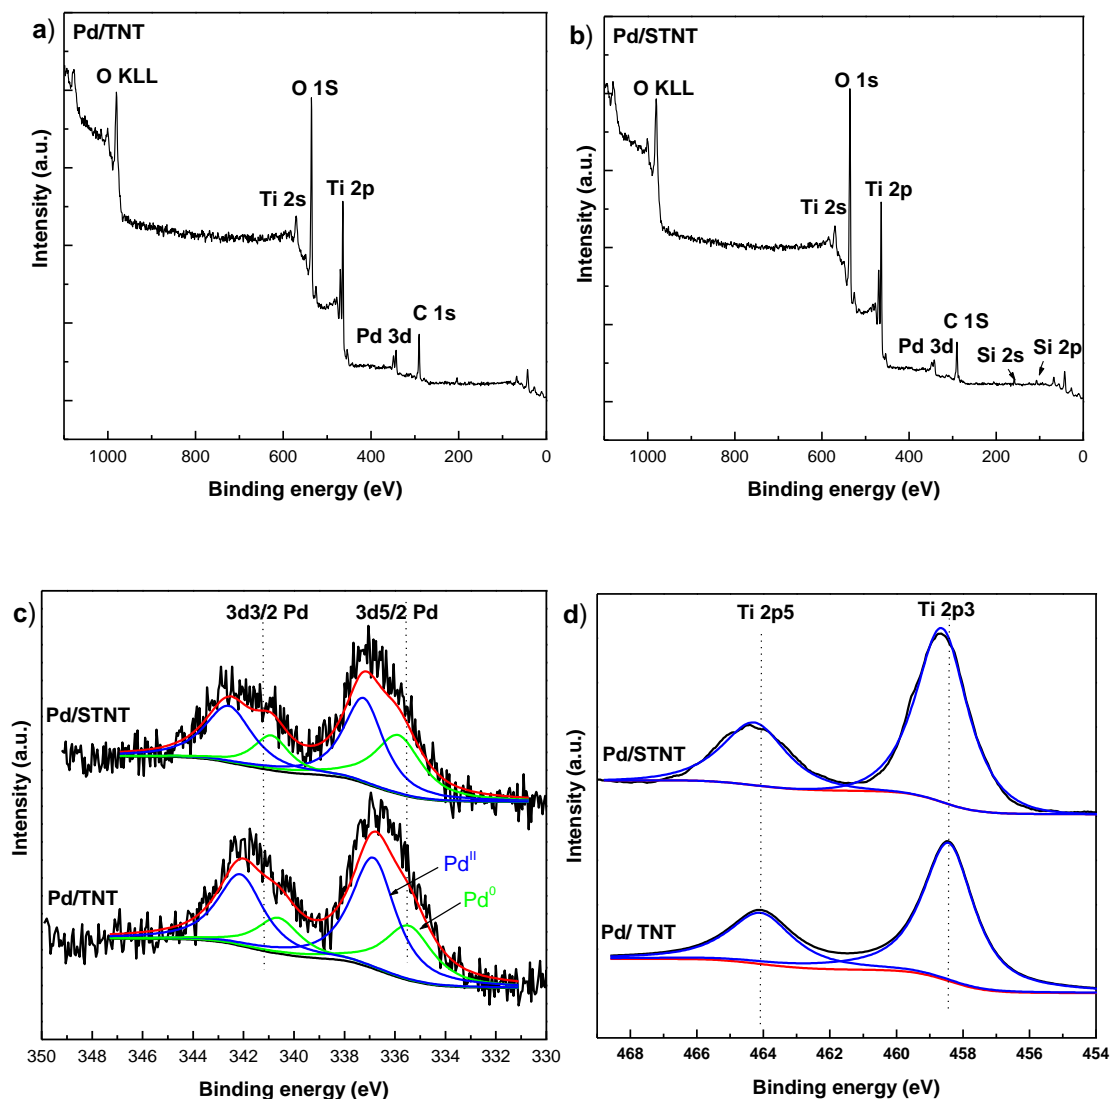 a) Pd/TNT
O KLL
O 1S
Ti 2s
Ti 2p
Pd 3d
C 1s
Intensity (a.u.)
1000 800 600 400 200 0
Binding energy (eV)
b) Pd/STNT
O KLL
O 1s
Ti 2s
Ti 2p
Pd 3d
C 1S
Si 2s
Si 2p
Intensity (a.u.)
1000 800 600 400 200 0
Binding energy (eV)
c)
3d3/2 Pd 3d5/2 Pd
Pd/STNT
Pd/TNT
Pd^II
Pd^0
Intensity (a.u.)
350 348 346 344 342 340 338 336 334 332 330
Binding energy (eV)
d)
Ti 2p5 Ti 2p3
Pd/STNT
Pd/ TNT
Intensity (a.u.)
468 466 464 462 460 458 456 454
Binding energy (eV)